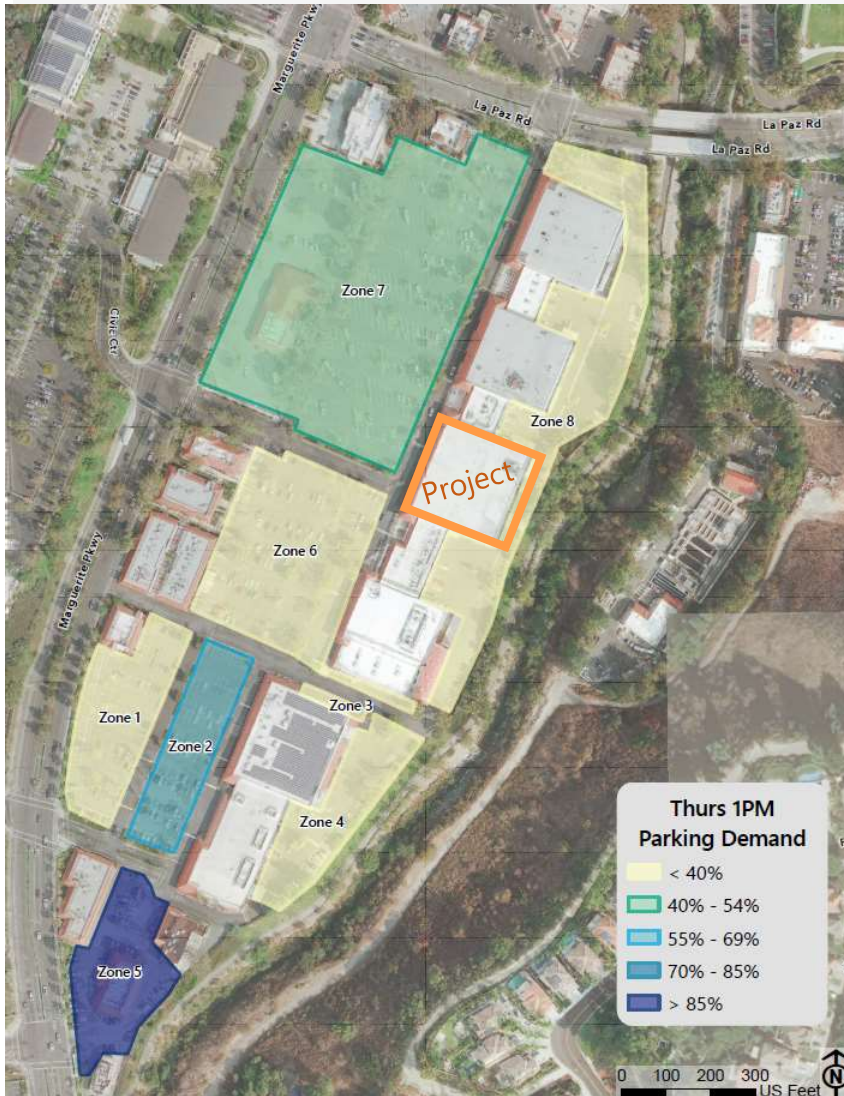 Marguerite Pkwy
La Paz Rd
La Paz Rd
La Paz Rd
Zone 7
Civic Ctr
Zone 8
Project
Zone 6
Marguerite Pkwy
Zone 3
Zone 1
Zone 2
Zone 4
Zone 5
Thurs 1PM
Parking Demand
< 40%
40% - 54%
55% - 69%
70% - 85%
> 85%
0 100 200 300
US Feet
N